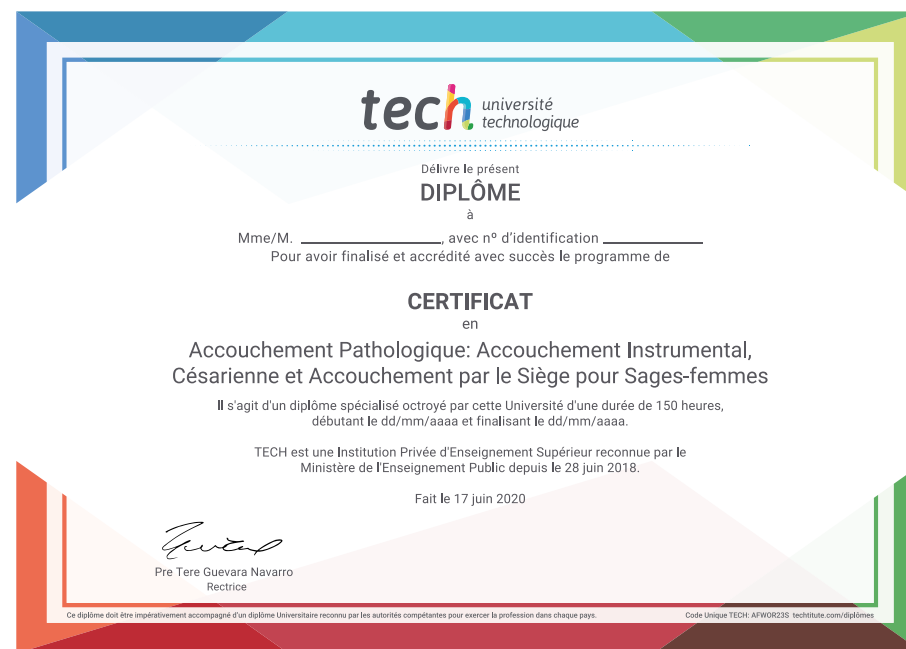 tech université
technologique
Délivre le présent
DIPLÔME
à
Mme/M. ____________________, avec nº d'identification ______________
Pour avoir finalisé et accrédité avec succès le programme de
CERTIFICAT
en
Accouchement Pathologique: Accouchement Instrumental,
Césarienne et Accouchement par le Siège pour Sages-femmes
Il s'agit d'un diplôme spécialisé octroyé par cette Université d'une durée de 150 heures,
débutant le dd/mm/aaaa et finalisant le dd/mm/aaaa.
TECH est une Institution Privée d'Enseignement Supérieur reconnue par le
Ministère de l'Enseignement Public depuis le 28 juin 2018.
Fait le 17 juin 2020
Pre Tere Guevara Navarro
Rectrice
Ce diplôme doit être impérativement accompagné d'un diplôme Universitaire reconnu par les autorités compétantes pour exercer la profession dans chaque pays.
Code Unique TECH: AFWOR23S techtitute.com/diplômes